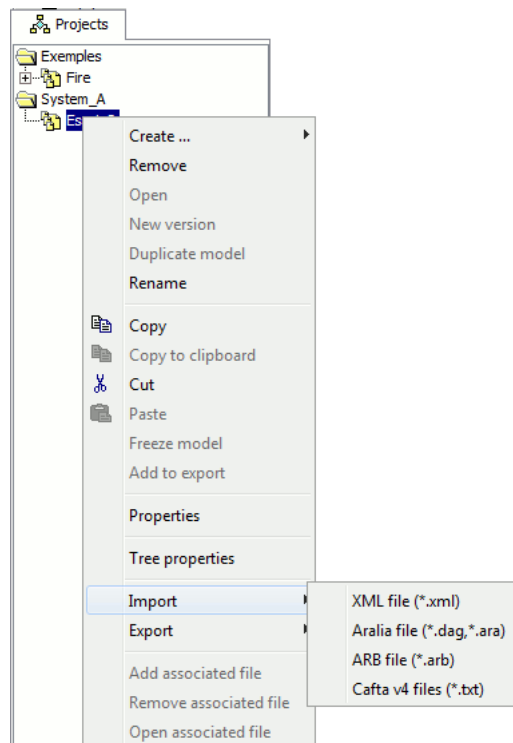 Projects
Exemples
Fire
System_A
Create ...
Remove
Open
New version
Duplicate model
Rename
Copy
Copy to clipboard
Cut
Paste
Freeze model
Add to export
Properties
Tree properties
Import
XML file (*.xml)
Aralia file (*.dag,*.ara)
Export
ARB file (*.arb)
Cafta v4 files (*.txt)
Add associated file
Remove associated file
Open associated file